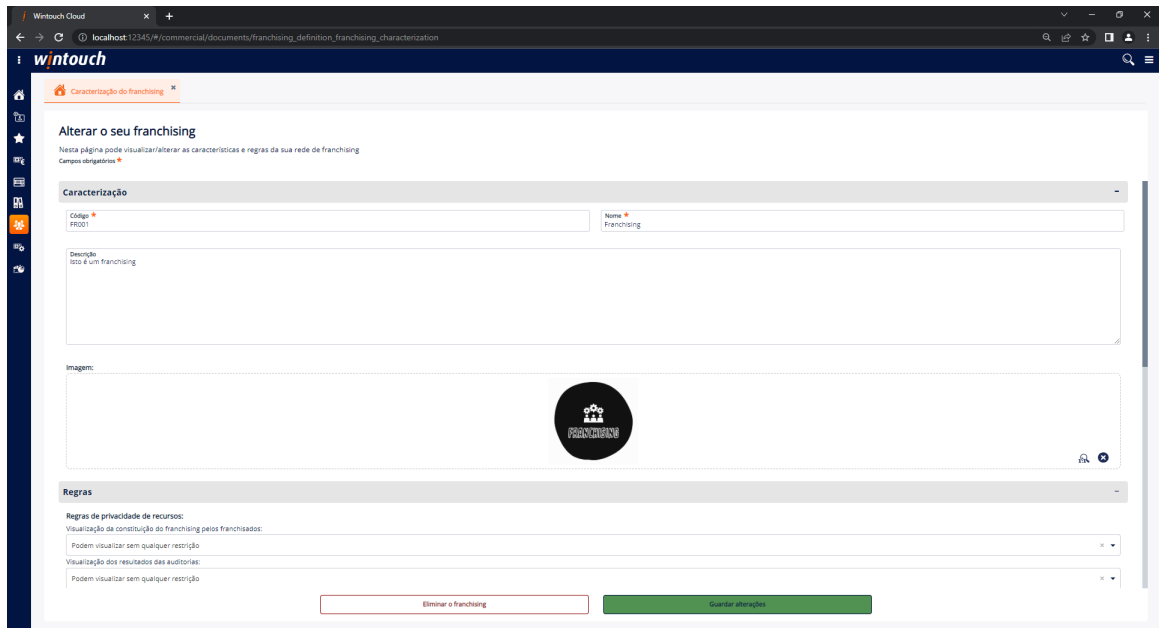 Wintouch Cloud
localhost:12345/#/commercial/documents/franchising_definition_franchising_characterization
wintouch
Caracterização do franchising
Alterar o seu franchising
Nesta página pode visualizar/alterar as características e regras da sua rede de franchising
Campos obrigatórios *
Caracterização
Código *
FR001
Nome *
Franchising
Descrição
Isto é um franchising
Imagem:
FRANCHISING
Regras
Regras de privacidade de recursos:
Visualização da constituição do franchising pelos franchisados:
Podem visualizar sem qualquer restrição
Visualização dos resultados das auditorias:
Podem visualizar sem qualquer restrição
Eliminar o franchising
Guardar alterações